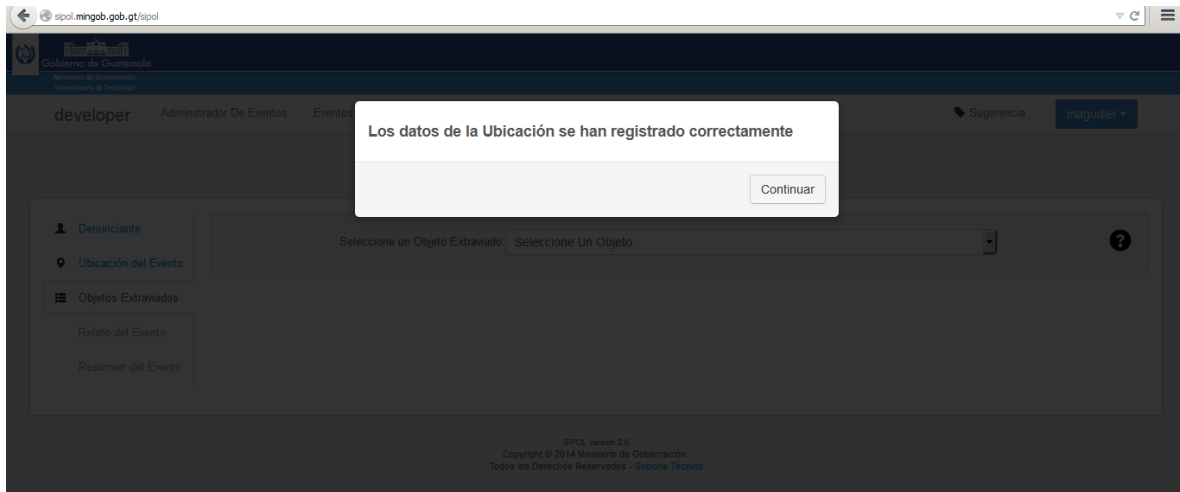 sipol.mingob.gob.gt/sipol
Gobierno de Guatemala
Ministerio de Gobernación
Viceministerio de Tecnología
developer Adminstrador De Eventos Eventos Sugerencia magudiel
Los datos de la Ubicación se han registrado correctamente
Continuar
Denunciante
Ubicación del Evento
Objetos Extraviados
Relato del Evento
Resumen del Evento
Seleccione un Objeto Extraviado Seleccione Un Objeto
SIPOL Version 2.0
Copyright © 2014 Ministerio de Gobernación.
Todos los Derechos Reservados - Soporte Técnico